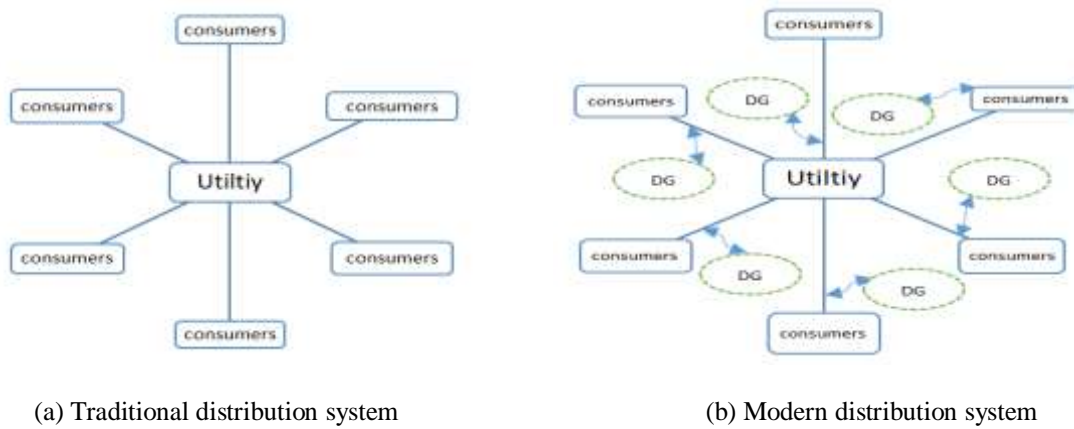 consumers
consumers
consumers
Utiltiy
consumers
consumers
consumers
(a) Traditional distribution system
consumers
consumers
DG
DG
consumers
DG
Utiltiy
DG
consumers
DG
DG
consumers
consumers
(b) Modern distribution system